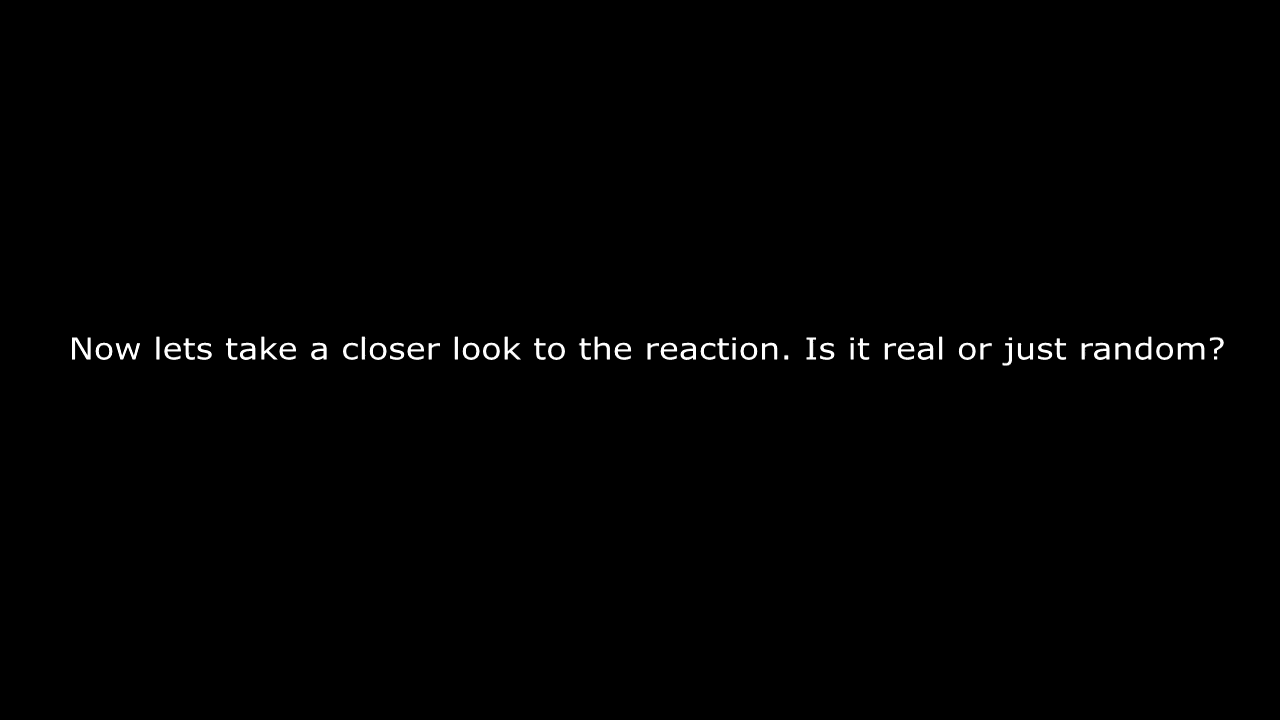 Now lets take a closer look to the reaction. Is it real or just random?